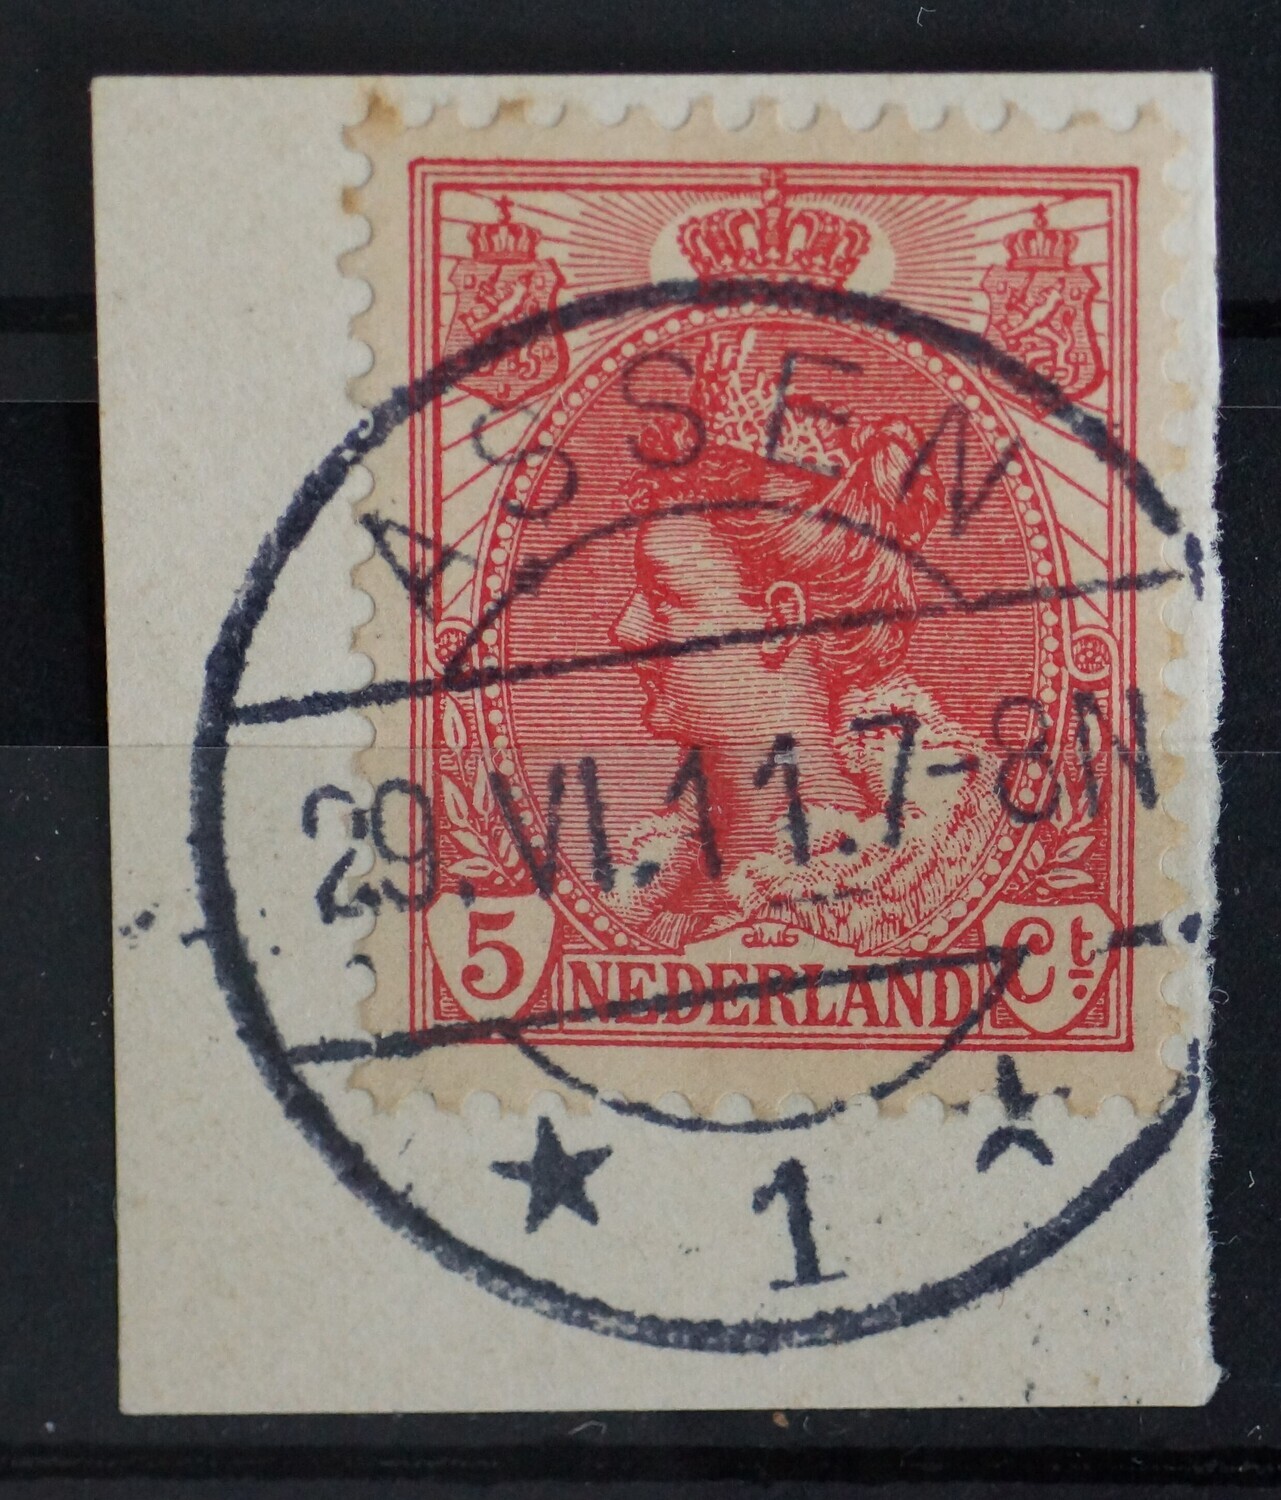 ASSEN
29.VI.11.7-8N
5 NEDERLAND Ct.
1